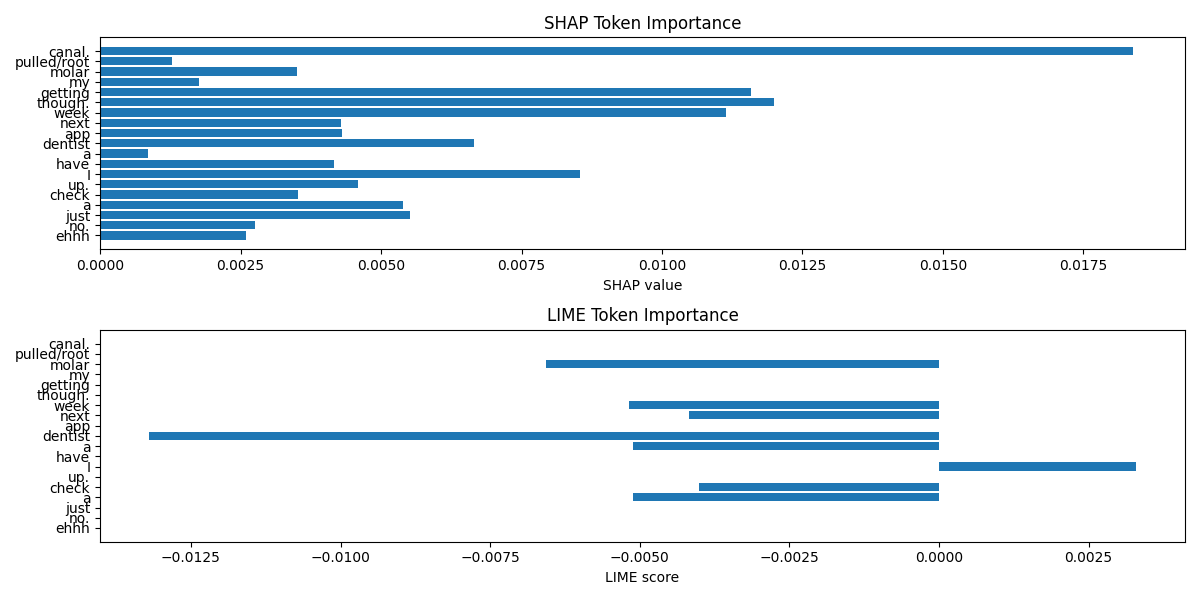 SHAP Token Importance
canal.
pulled/root
molar
my
getting
though.
week
next
app
dentist
a
have
I
up.
check
a
just
no.
ehhh
0.0000 0.0025 0.0050 0.0075 0.0100 0.0125 0.0150 0.0175
SHAP value
LIME Token Importance
canal.
pulled/root
molar
my
getting
though.
week
next
app
dentist
a
have
I
up.
check
a
just
no.
ehhh
−0.0125 −0.0100 −0.0075 −0.0050 −0.0025 0.0000 0.0025
LIME score